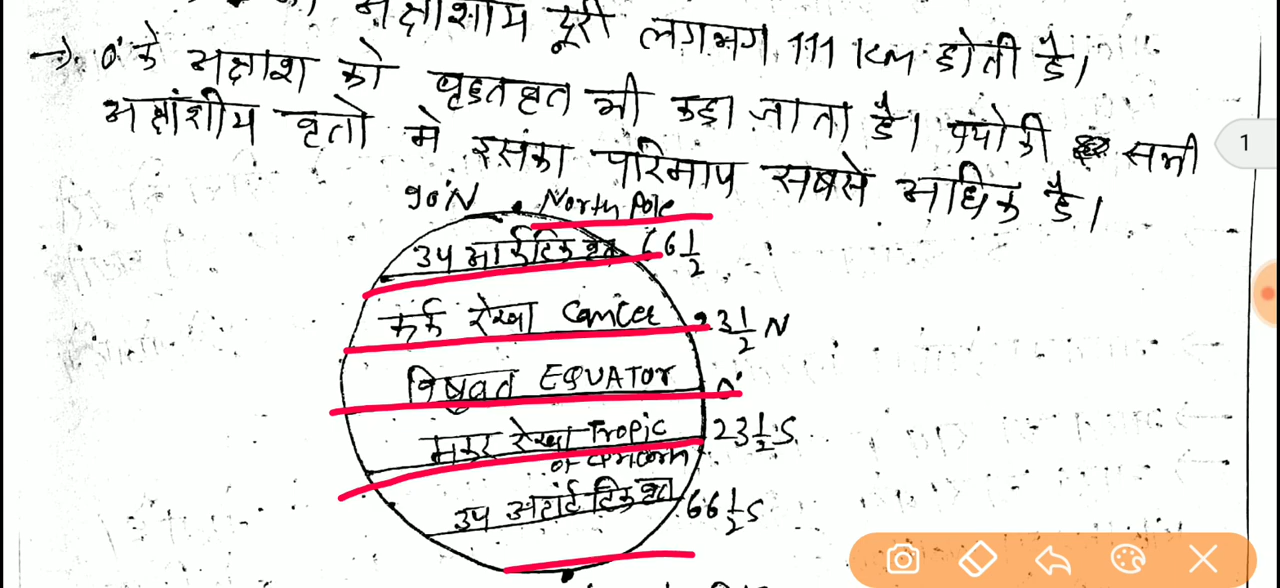 अक्षांशीय दूरी लगभग 111 KM होती है।
→ 0° के अक्षांश को वृहतवृत भी कहा जाता है। क्योकी सभी
अक्षांशीय वृतो मे इसका परिमाप सबसे अधिक है।
90°N North Pole
उप आर्कटिक वृत 66 1/2
कर्क रेखा Cancer 23 1/2 N
विषुवत EQUATOR 0°
मकर रेखा Tropic 23 1/2 S
of Capricorn
उप अंटार्टिक वृत 66 1/2 S
1